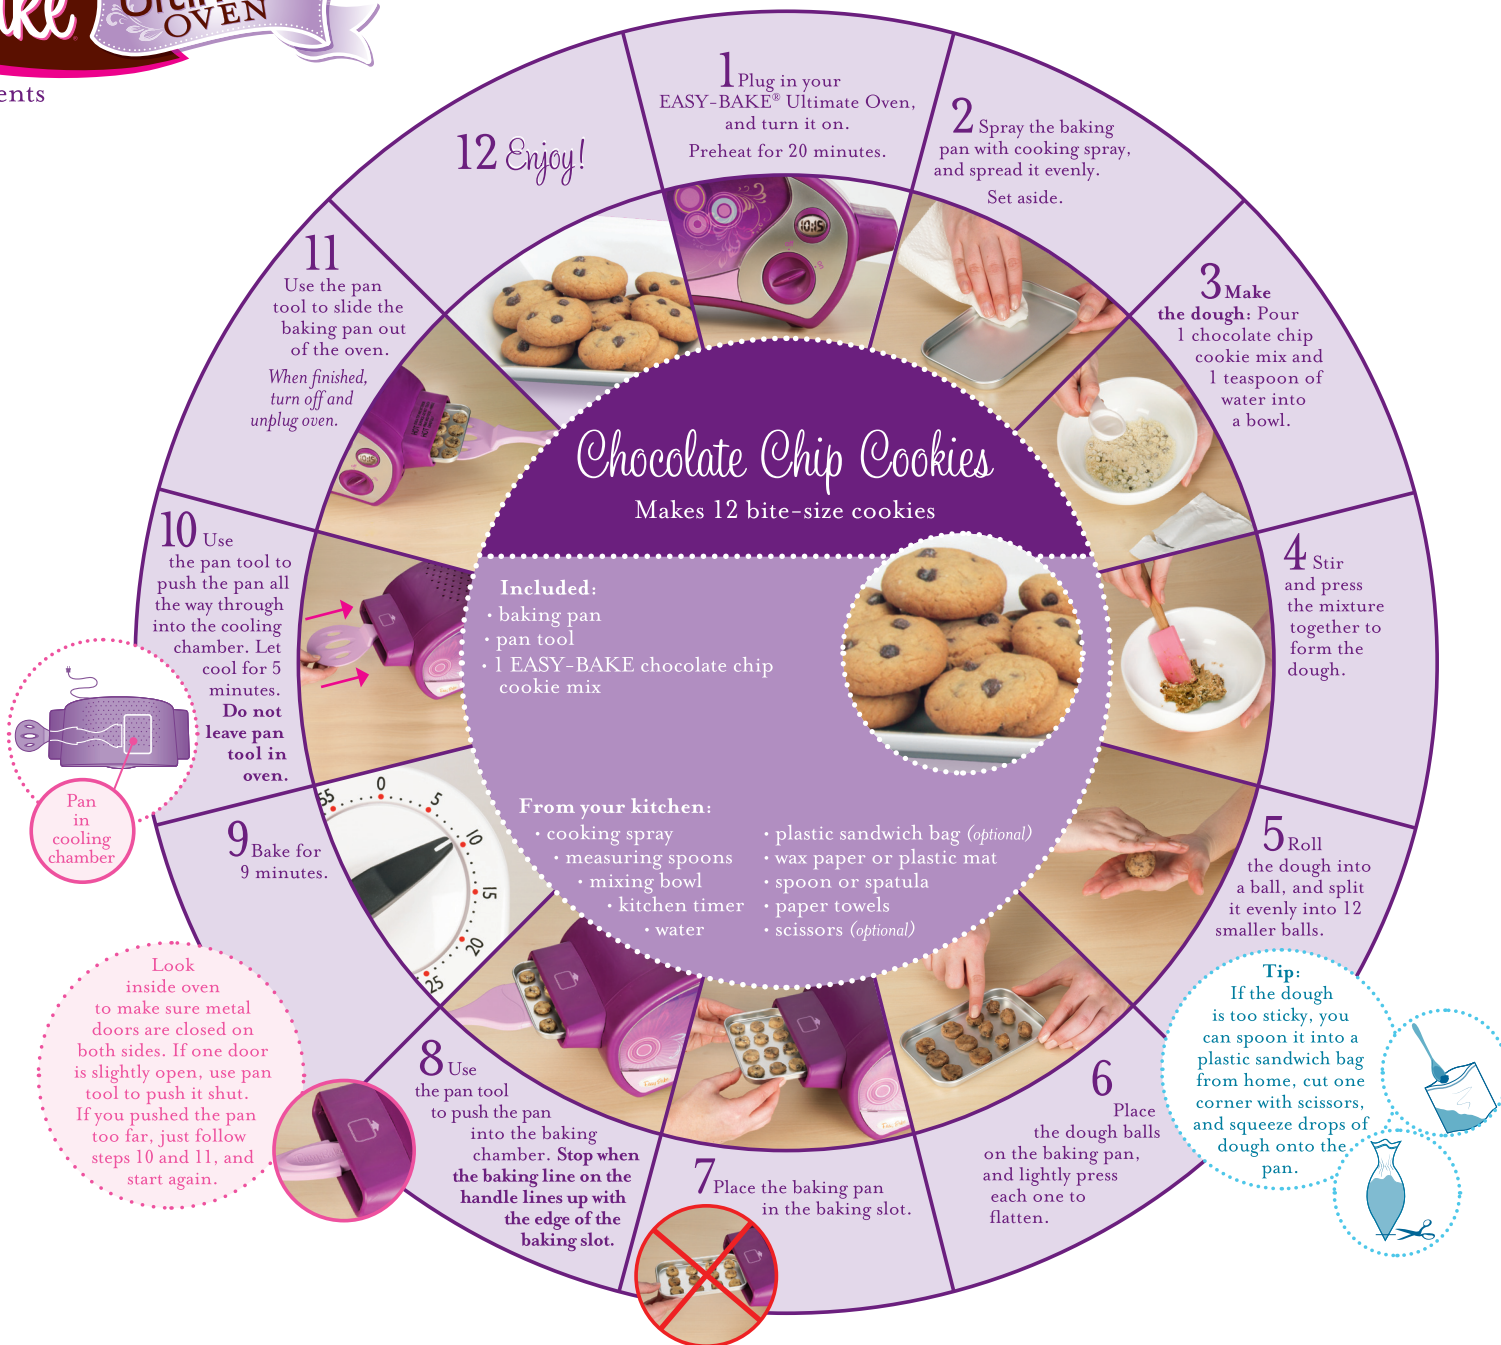 OVEN
ents
1 Plug in your
EASY-BAKE® Ultimate Oven,
and turn it on.
Preheat for 20 minutes.
2 Spray the baking
pan with cooking spray,
and spread it evenly.
Set aside.
3 Make
the dough: Pour
1 chocolate chip
cookie mix and
1 teaspoon of
water into
a bowl.
4 Stir
and press
the mixture
together to
form the
dough.
5 Roll
the dough into
a ball, and split
it evenly into 12
smaller balls.
Tip:
If the dough
is too sticky, you
can spoon it into a
plastic sandwich bag
from home, cut one
corner with scissors,
and squeeze drops of
dough onto the
pan.
6
Place
the dough balls
on the baking pan,
and lightly press
each one to
flatten.
7 Place the baking pan
in the baking slot.
8 Use
the pan tool
to push the pan
into the baking
chamber. Stop when
the baking line on the
handle lines up with
the edge of the
baking slot.
9 Bake for
9 minutes.
Look
inside oven
to make sure metal
doors are closed on
both sides. If one door
is slightly open, use pan
tool to push it shut.
If you pushed the pan
too far, just follow
steps 10 and 11, and
start again.
10 Use
the pan tool to
push the pan all
the way through
into the cooling
chamber. Let
cool for 5
minutes.
Do not
leave pan
tool in
oven.
Pan
in
cooling
chamber
11
Use the pan
tool to slide the
baking pan out
of the oven.
When finished,
turn off and
unplug oven.
12 Enjoy!
10:15
10:15
55 0 5 10 15 20 25
Chocolate Chip Cookies
Makes 12 bite-size cookies
Included:
• baking pan
• pan tool
• 1 EASY-BAKE chocolate chip
cookie mix
From your kitchen:
• cooking spray
• measuring spoons
• mixing bowl
• kitchen timer
• water
• plastic sandwich bag (optional)
• wax paper or plastic mat
• spoon or spatula
• paper towels
• scissors (optional)